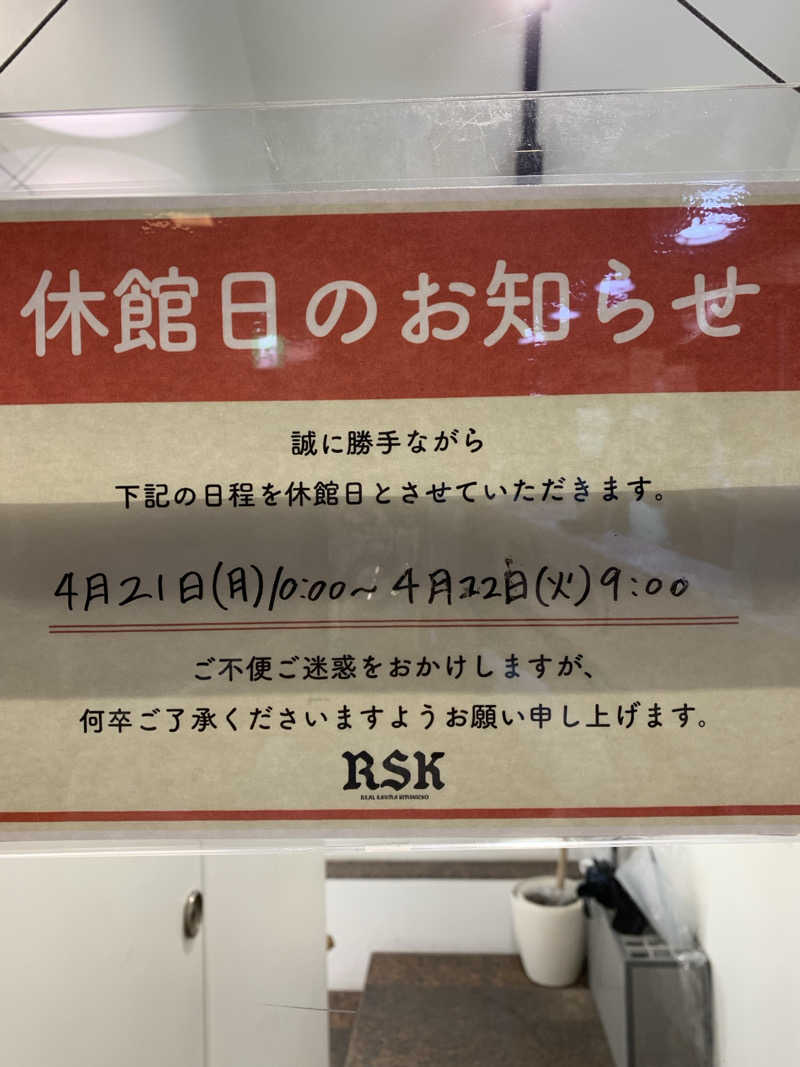 休館日のお知らせ
誠に勝手ながら
下記の日程を休館日とさせていただきます。
4月21日(月)10:00~4月22日(火)9:00
ご不便ご迷惑をおかけしますが、
何卒ご了承くださいますようお願い申し上げます。
RSK